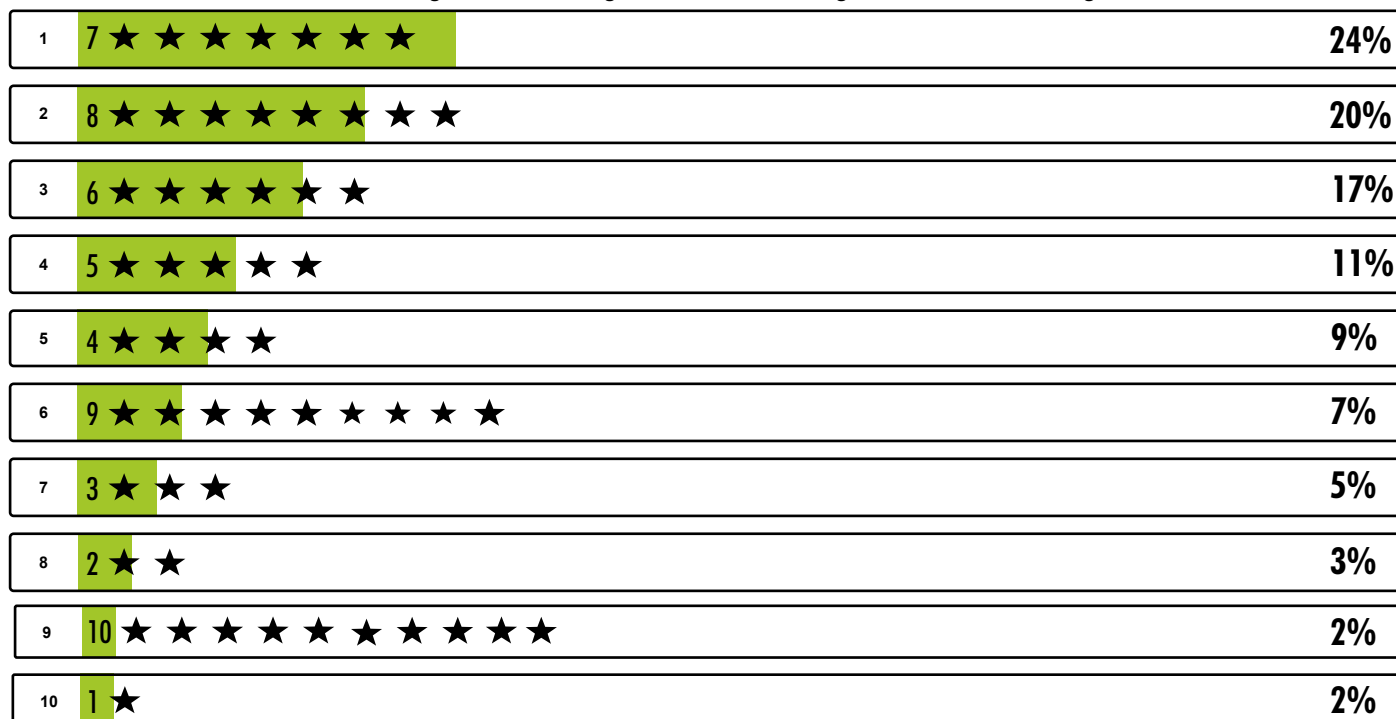 1 7 ★ ★ ★ ★ ★ ★ ★ 24%
2 8 ★ ★ ★ ★ ★ ★ ★ ★ 20%
3 6 ★ ★ ★ ★ ★ ★ 17%
4 5 ★ ★ ★ ★ ★ 11%
5 4 ★ ★ ★ ★ 9%
6 9 ★ ★ ★ ★ ★ ★ ★ ★ ★ 7%
7 3 ★ ★ ★ 5%
8 2 ★ ★ 3%
9 10 ★ ★ ★ ★ ★ ★ ★ ★ ★ ★ 2%
10 1 ★ 2%